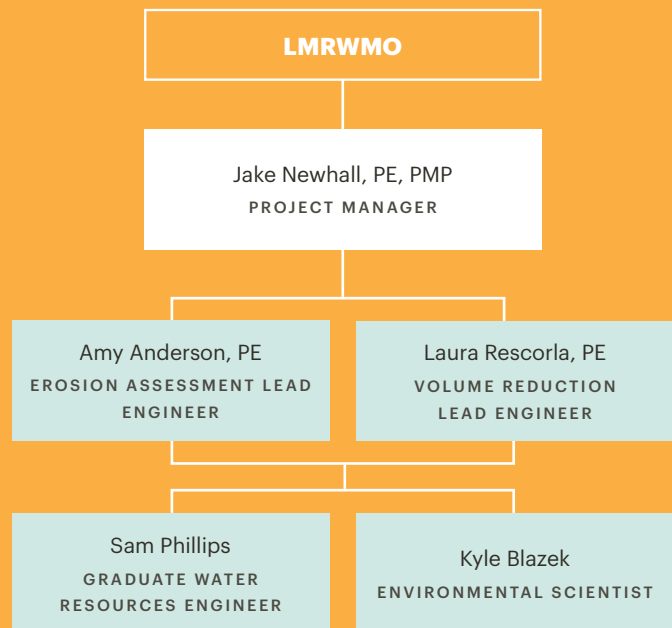 LMRWMO
Jake Newhall, PE, PMP
PROJECT MANAGER
Amy Anderson, PE
EROSION ASSESSMENT LEAD
ENGINEER
Laura Rescorla, PE
VOLUME REDUCTION
LEAD ENGINEER
Sam Phillips
GRADUATE WATER
RESOURCES ENGINEER
Kyle Blazek
ENVIRONMENTAL SCIENTIST